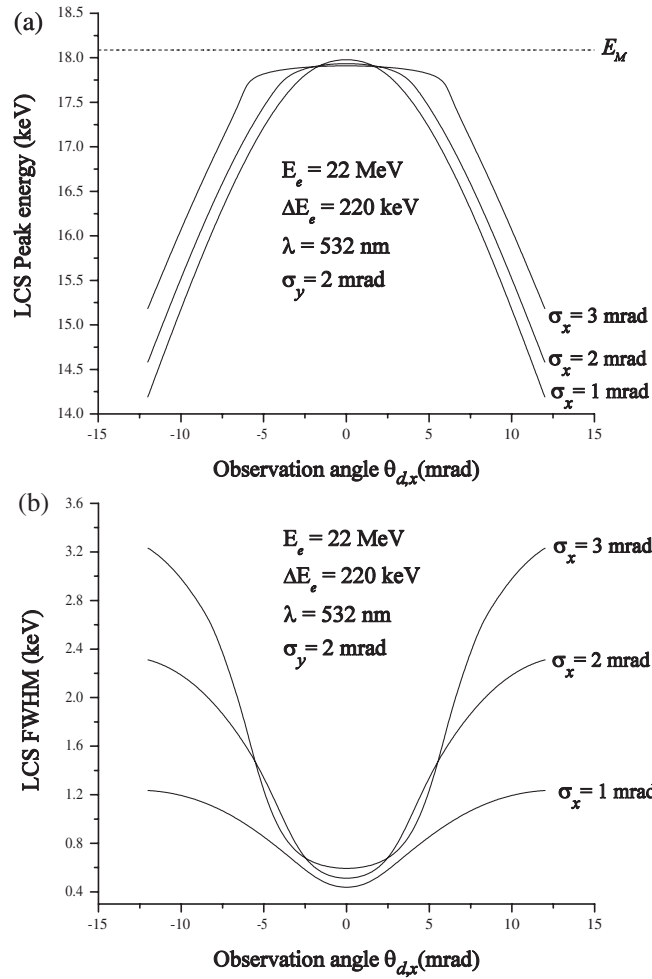 (a)
18.0
17.5
17.0
16.5
16.0
15.5
15.0
14.5
14.0
LCS Peak energy (keV)
E_M
E_e = 22 MeV
ΔE_e = 220 keV
λ = 532 nm
σ_y = 2 mrad
σ_x = 3 mrad
σ_x = 2 mrad
σ_x = 1 mrad
-15 -10 -5 0 5 10 15
Observation angle θ_{d,x}(mrad)
(b)
3.6
3.2
2.8
2.4
2.0
1.6
1.2
0.8
0.4
LCS FWHM (keV)
E_e = 22 MeV
ΔE_e = 220 keV
λ = 532 nm
σ_y = 2 mrad
σ_x = 3 mrad
σ_x = 2 mrad
σ_x = 1 mrad
-15 -10 -5 0 5 10 15
Observation angle θ_{d,x}(mrad)